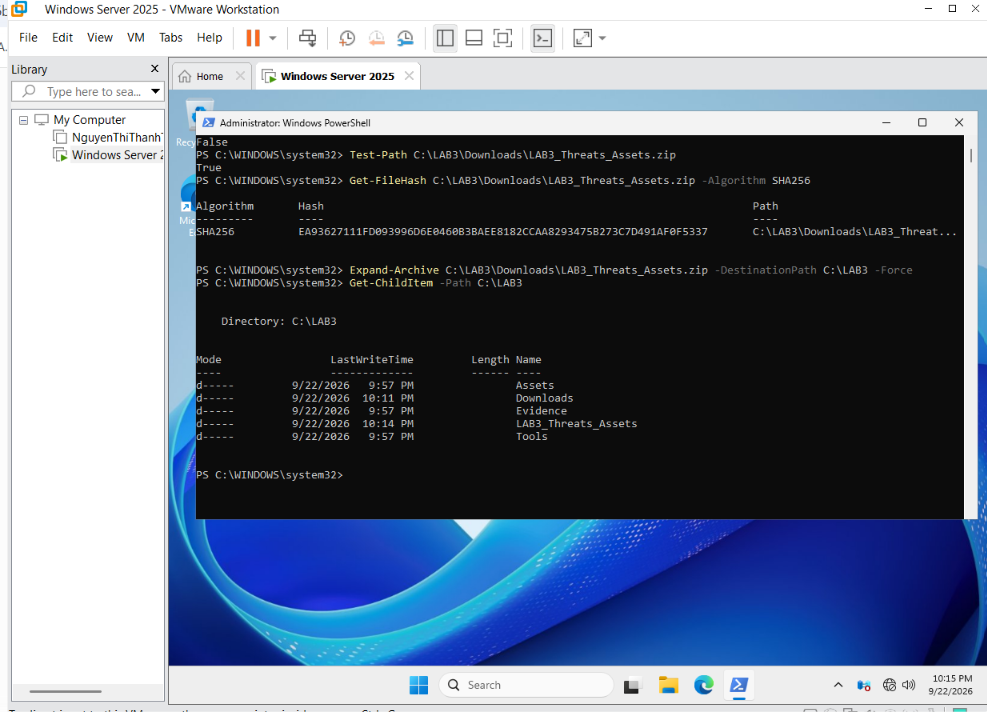 Windows Server 2025 - VMware Workstation
File Edit View VM Tabs Help
Library
Type here to sea...
My Computer
NguyenThiThanh
Windows Server 2
Home
Windows Server 2025
Administrator: Windows PowerShell
False
PS C:\WINDOWS\system32> Test-Path C:\LAB3\Downloads\LAB3_Threats_Assets.zip
True
PS C:\WINDOWS\system32> Get-FileHash C:\LAB3\Downloads\LAB3_Threats_Assets.zip -Algorithm SHA256
Algorithm Hash Path
--------- ---- ----
SHA256 EA93627111FD093996D6E0460B3BAEE8182CCAA8293475B273C7D491AF0F5337 C:\LAB3\Downloads\LAB3_Threat...
PS C:\WINDOWS\system32> Expand-Archive C:\LAB3\Downloads\LAB3_Threats_Assets.zip -DestinationPath C:\LAB3 -Force
PS C:\WINDOWS\system32> Get-ChildItem -Path C:\LAB3
Directory: C:\LAB3
Mode LastWriteTime Length Name
---- ------------- ------ ----
d----- 9/22/2026 9:57 PM Assets
d----- 9/22/2026 10:11 PM Downloads
d----- 9/22/2026 9:57 PM Evidence
d----- 9/22/2026 10:14 PM LAB3_Threats_Assets
d----- 9/22/2026 9:57 PM Tools
PS C:\WINDOWS\system32>
Search
10:15 PM
9/22/2026